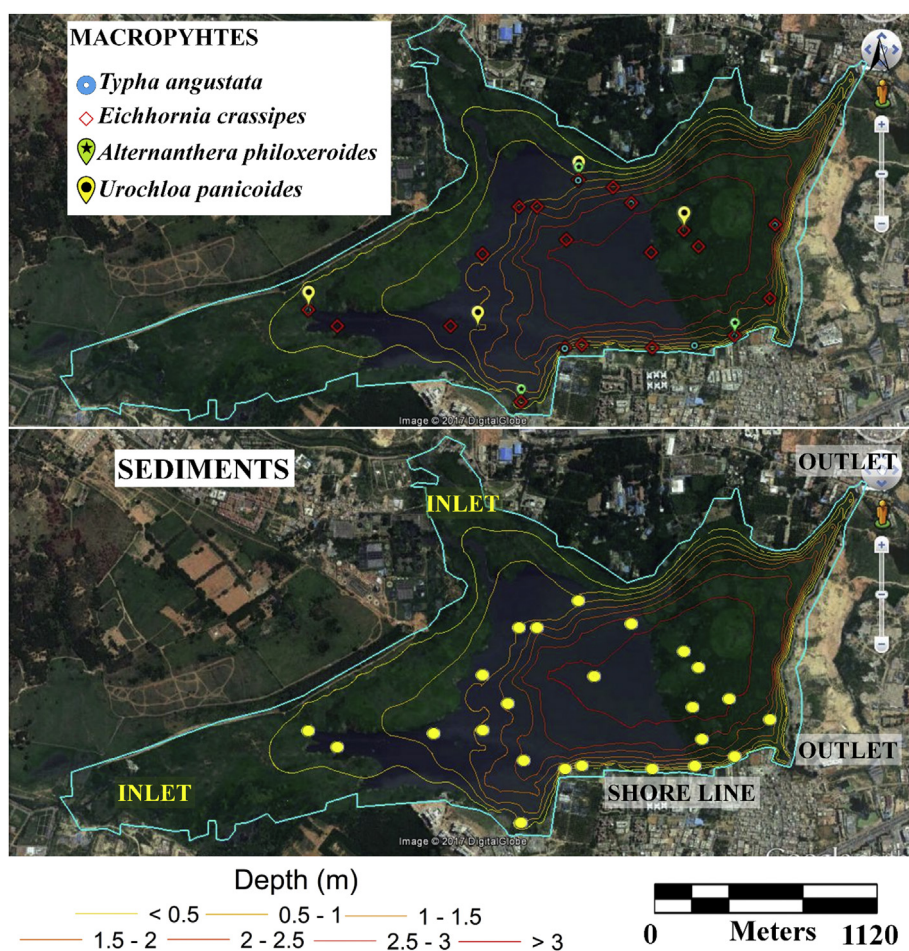 MACROPYHTES
Typha angustata
Eichhornia crassipes
Alternanthera philoxeroides
Urochloa panicoides
Image © 2017 DigitalGlobe
SEDIMENTS
OUTLET
INLET
INLET
OUTLET
SHORE LINE
Image © 2017 DigitalGlobe
Depth (m)
< 0.5 0.5 - 1 1 - 1.5
1.5 - 2 2 - 2.5 2.5 - 3 > 3
0 Meters 1120